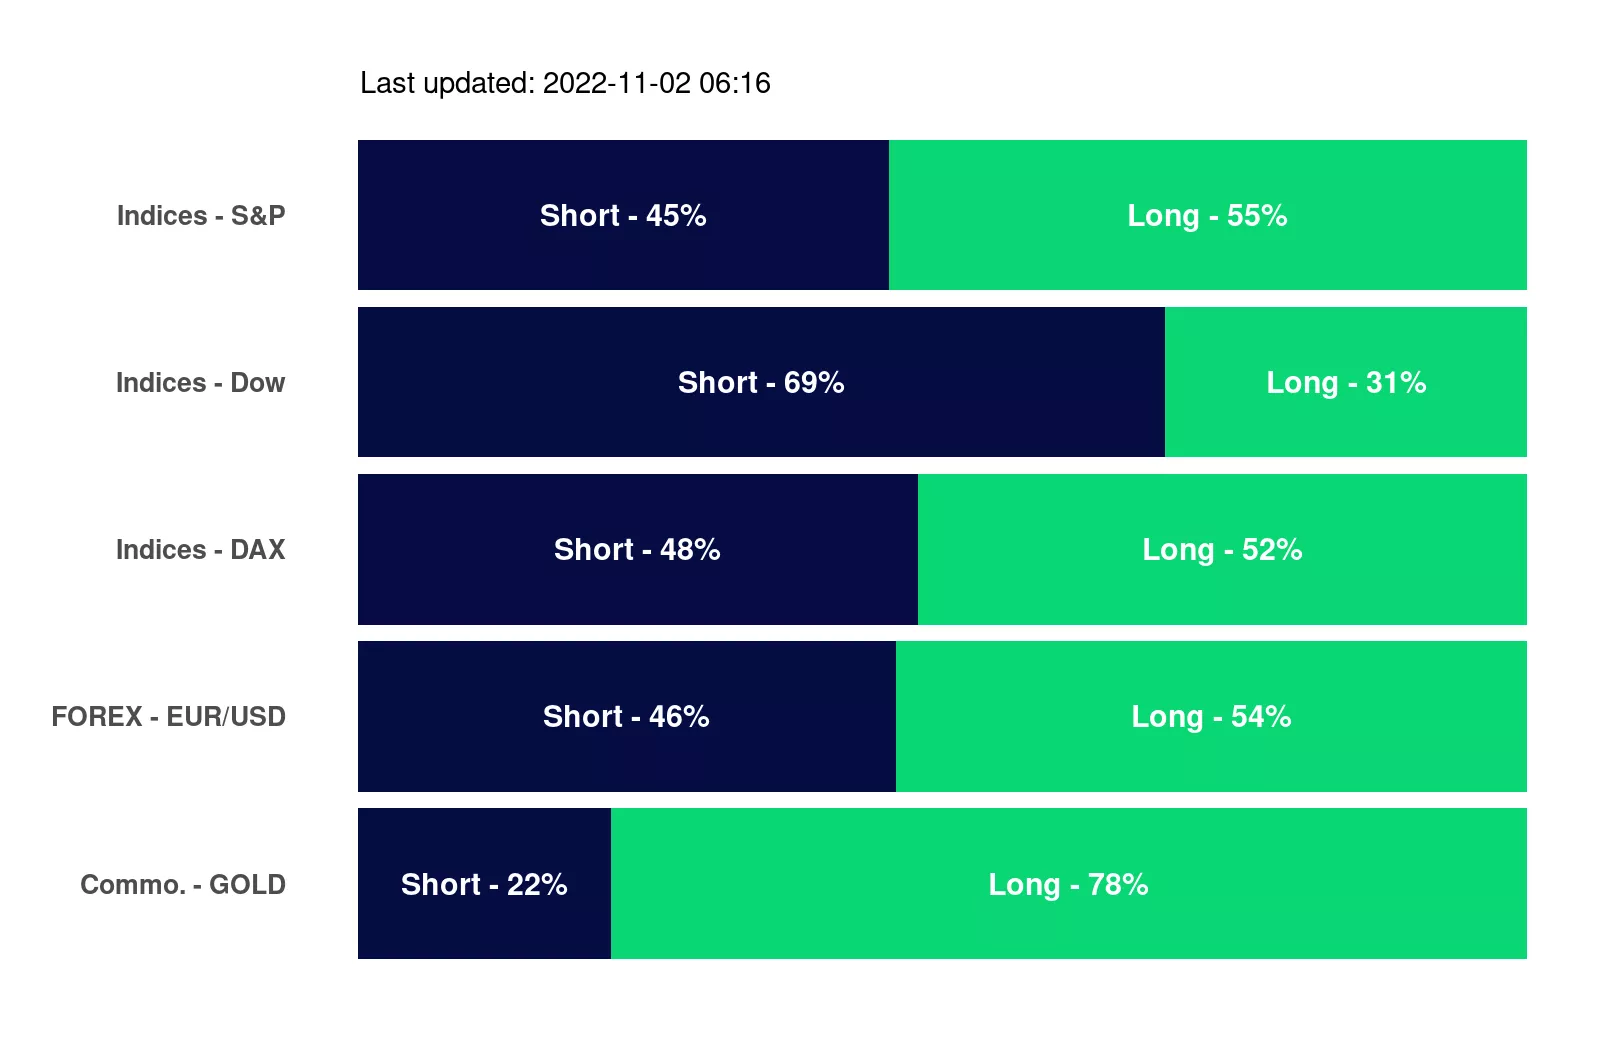 Last updated: 2022-11-02 06:16
Indices - S&P Short - 45% Long - 55%
Indices - Dow Short - 69% Long - 31%
Indices - DAX Short - 48% Long - 52%
FOREX - EUR/USD Short - 46% Long - 54%
Commo. - GOLD Short - 22% Long - 78%